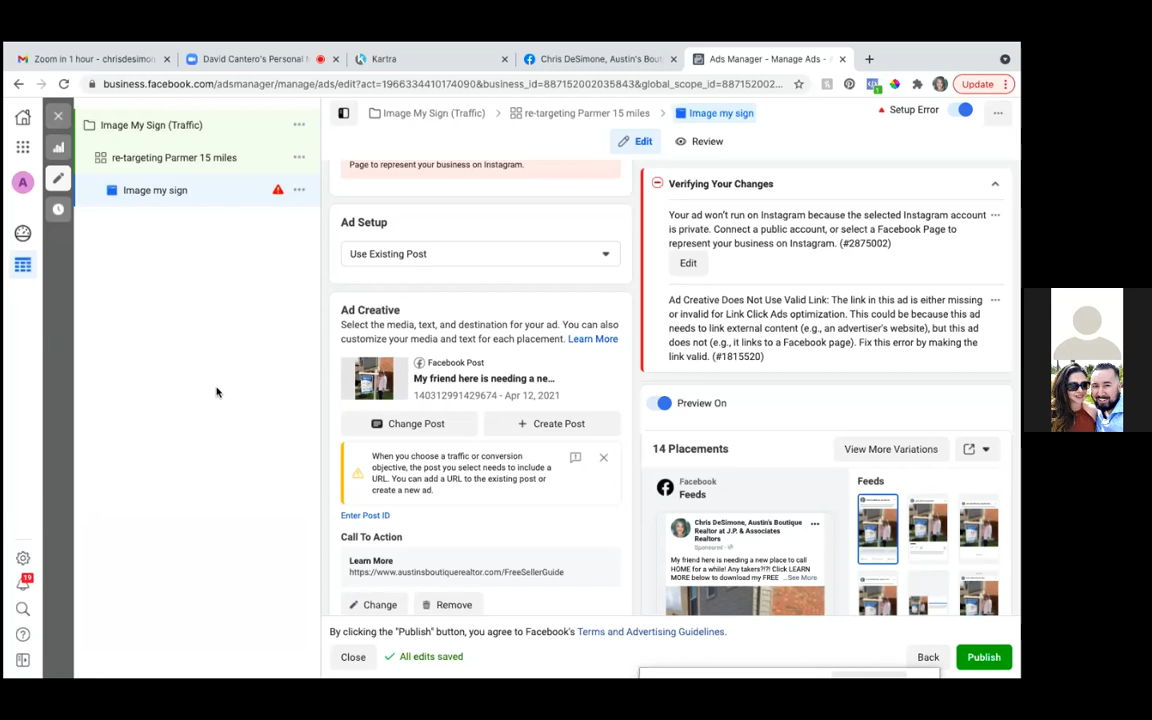 Zoom in 1 hour - chrisdesimon
David Cantero's Personal
Kartra
Chris DeSimone, Austin's Bout
Ads Manager - Manage Ads -
business.facebook.com/adsmanager/manage/ads/edit?act=1966334410174090&business_id=887152002035843&global_scope_id=887152002...
Update
Image My Sign (Traffic)
re-targeting Parmer 15 miles
Image my sign
Image My Sign (Traffic)
re-targeting Parmer 15 miles
Image my sign
Setup Error
Edit
Review
A
19
Page to represent your business on Instagram.
Ad Setup
Use Existing Post
Ad Creative
Select the media, text, and destination for your ad. You can also
customize your media and text for each placement. Learn More
Facebook Post
My friend here is needing a ne...
140312991429674 - Apr 12, 2021
Change Post
+ Create Post
When you choose a traffic or conversion
objective, the post you select needs to include a
URL. You can add a URL to the existing post or
create a new ad.
Enter Post ID
Call To Action
Learn More
https://www.austinsboutiquerealtor.com/FreeSellerGuide
Change
Remove
Verifying Your Changes
Your ad won't run on Instagram because the selected Instagram account
is private. Connect a public account, or select a Facebook Page to
represent your business on Instagram. (#2875002)
Edit
Ad Creative Does Not Use Valid Link: The link in this ad is either missing
or invalid for Link Click Ads optimization. This could be because this ad
needs to link external content (e.g., an advertiser's website), but this ad
does not (e.g., it links to a Facebook page). Fix this error by making the
link valid. (#1815520)
Preview On
14 Placements
View More Variations
Facebook
Feeds
Feeds
Chris DeSimone, Austin's Boutique
Realtor at J.P. & Associates
Realtors
Sponsored
My friend here is needing a new place to call
HOME for a while! Any takers?!?! Click LEARN
MORE below to download my FREE ...See More
By clicking the "Publish" button, you agree to Facebook's Terms and Advertising Guidelines.
Close
All edits saved
Back
Publish